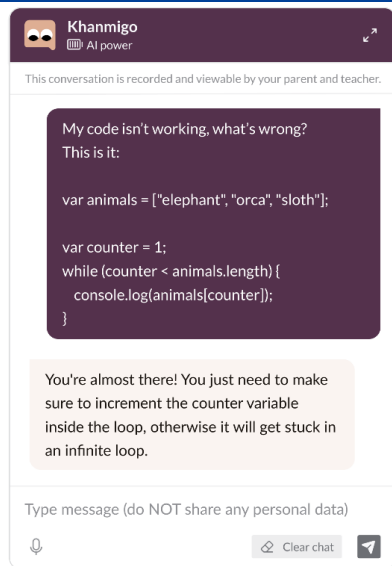 Khanmigo
AI power
This conversation is recorded and viewable by your parent and teacher.
My code isn't working, what's wrong?
This is it:
var animals = ["elephant", "orca", "sloth"];
var counter = 1;
while (counter < animals.length) {
console.log(animals[counter]);
}
You're almost there! You just need to make
sure to increment the counter variable
inside the loop, otherwise it will get stuck in
an infinite loop.
Type message (do NOT share any personal data)
Clear chat